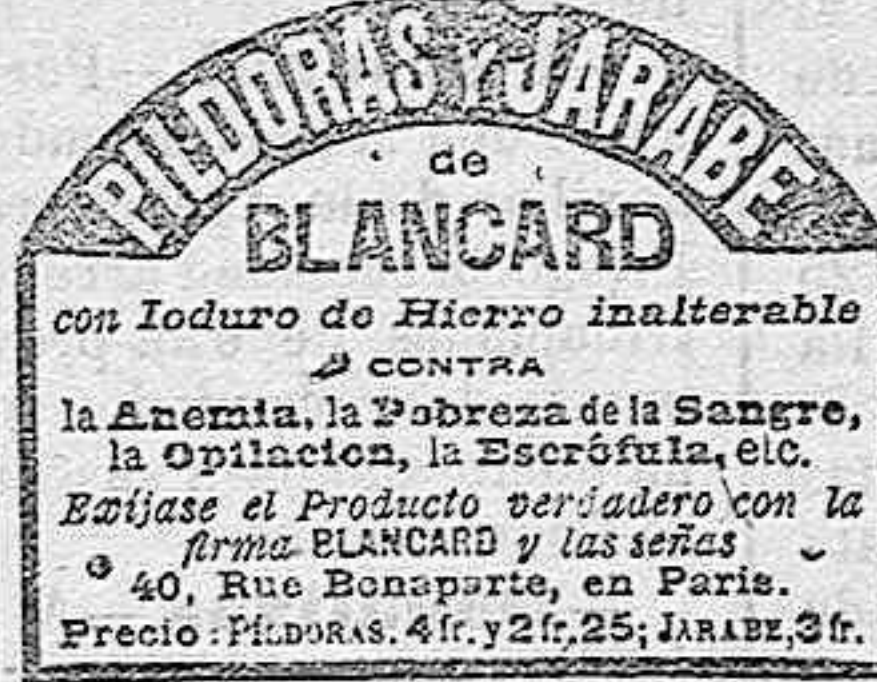 PILDORAS Y JARABE
de
BLANCARD
con Ioduro de Hierro inalterable
CONTRA
la Anemia, la Pobreza de la Sangre,
la Opilacion, la Escrófula, etc.
Exíjase el Producto verdadero con la
firma BLANCARD y las señas
40, Rue Bonaparte, en Paris.
Precio: PÍLDORAS. 4 fr. y 2 fr. 25; JARABE, 3 fr.